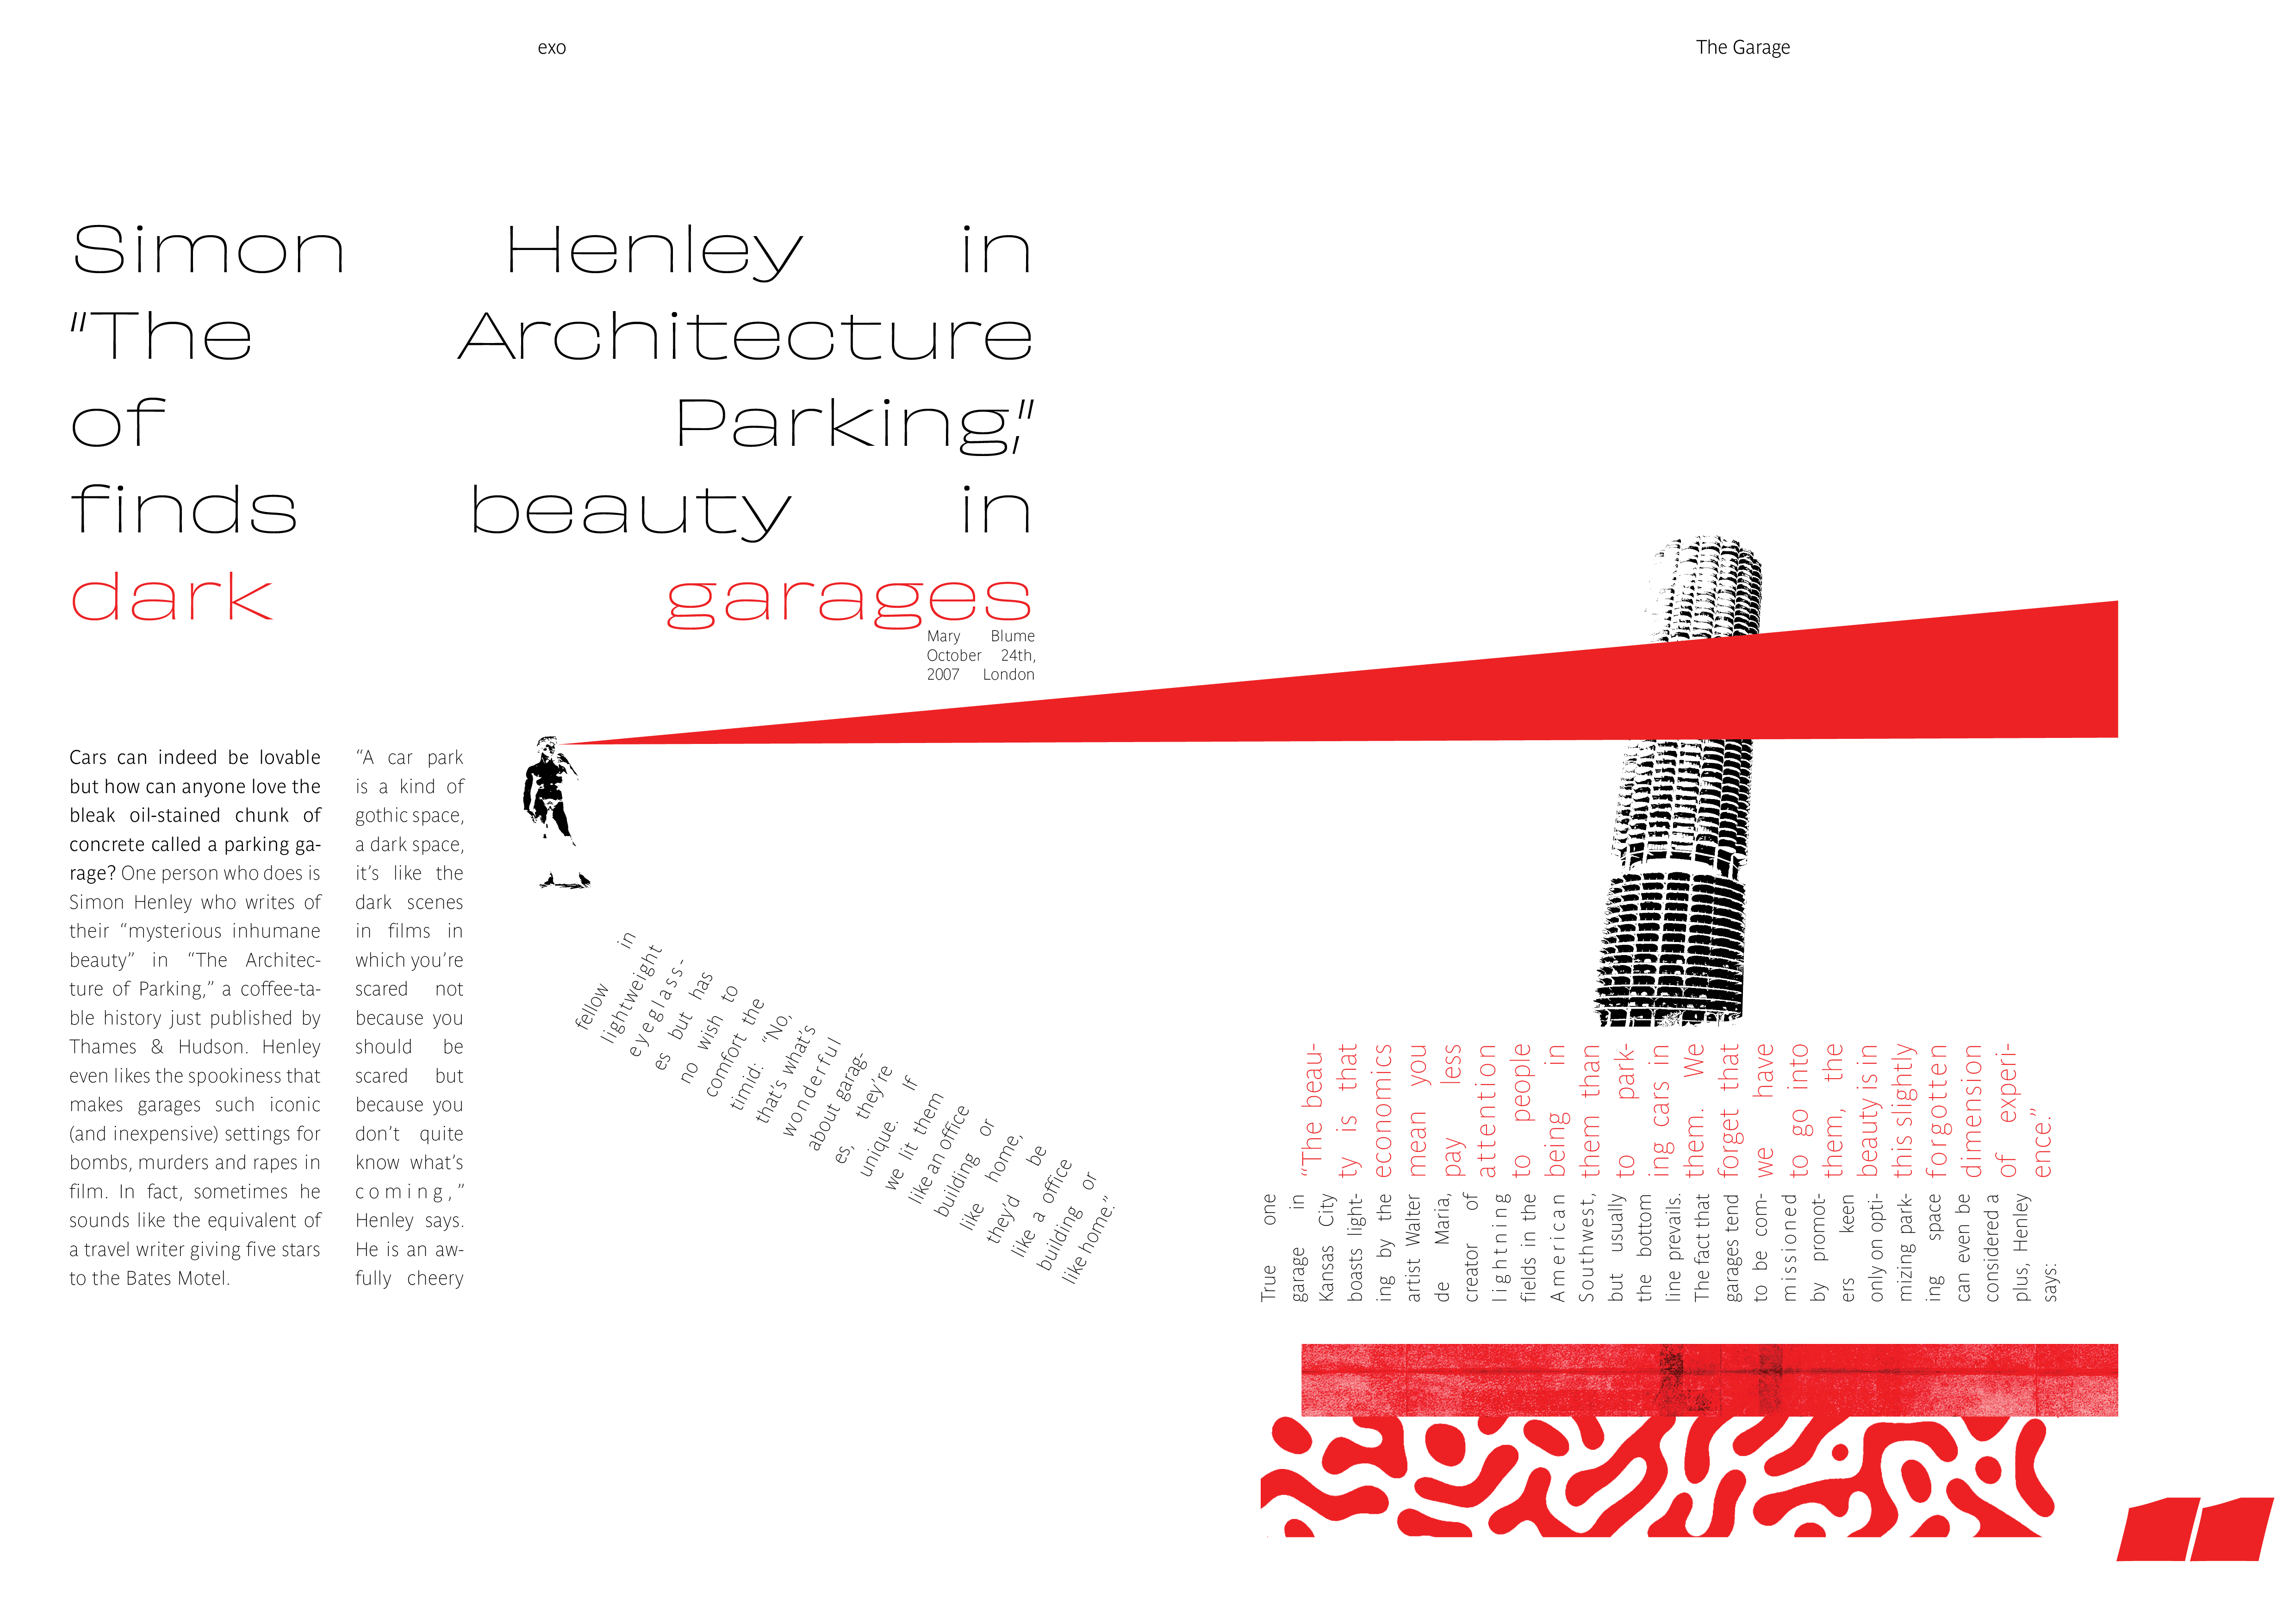 exo
The Garage
Simon Henley in
“The Architecture
of Parking,”
finds beauty in
dark garages
Mary Blume
October 24th,
2007 London
Cars can indeed be lovable
but how can anyone love the
bleak oil-stained chunk of
concrete called a parking ga-
rage? One person who does is
Simon Henley who writes of
their “mysterious inhumane
beauty” in “The Architec-
ture of Parking,” a coffee-ta-
ble history just published by
Thames & Hudson. Henley
even likes the spookiness that
makes garages such iconic
(and inexpensive) settings for
bombs, murders and rapes in
film. In fact, sometimes he
sounds like the equivalent of
a travel writer giving five stars
to the Bates Motel.
“A car park
is a kind of
gothic space,
a dark space,
it’s like the
dark scenes
in films in
which you’re
scared not
because you
should be
scared but
because you
don’t quite
know what’s
coming,”
Henley says.
He is an aw-
fully cheery
fellow in
lightweight
eyeglass-
es but has
no wish to
comfort the
timid: “No,
that’s what’s
wonderful
about garag-
es, they’re
unique. If
we lit them
like an office
building or
like home,
they’d be
like a office
building or
like home.”
True one
garage in
Kansas City
boasts light-
ing by the
artist Walter
de Maria,
creator of
lightning
fields in the
American
Southwest,
but usually
the bottom
line prevails.
The fact that
garages tend
to be com-
missioned
by promot-
ers keen
only on opti-
mizing park-
ing space
can even be
considered a
plus, Henley
says:
“The beau-
ty is that
economics
mean you
pay less
attention
to people
being in
them than
to park-
ing cars in
them. We
forget that
we have
to go into
them, the
beauty is in
this slightly
forgotten
dimension
of experi-
ence.”